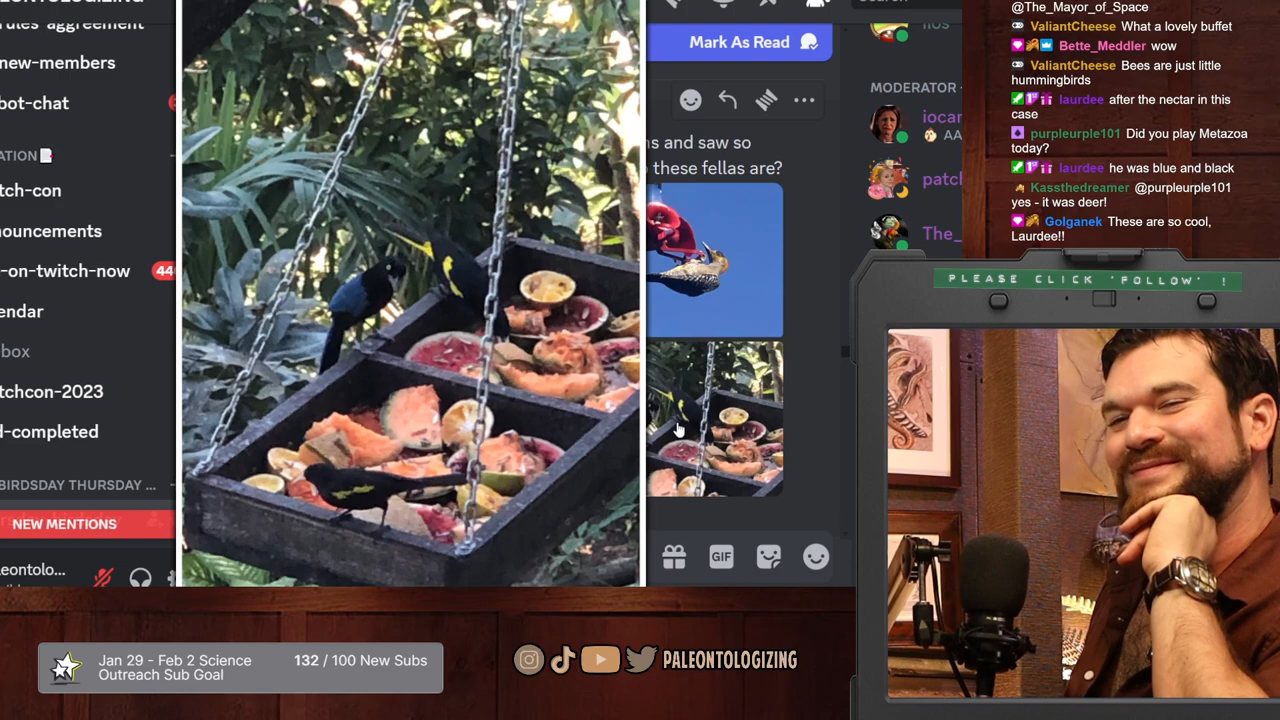 rules-agreement
new-members
bot-chat
ATION
tch-con
nouncements
-on-twitch-now
44
endar
box
tchcon-2023
d-completed
BIRDSDAY THURSDAY ...
NEW MENTIONS
leontolo...
Mark As Read
ns and saw so
these fellas are?
GIF
MODERATOR
iocar
AA
patch
The_
@The_Mayor_of_Space
ValiantCheese What a lovely buffet
Bette_Meddler wow
ValiantCheese Bees are just little
hummingbirds
laurdee after the nectar in this
case
purpleurple101 Did you play Metazoa
today?
laurdee he was blue and black
Kassthedreamer @purpleurple101
yes - it was deer!
Golganek These are so cool,
Laurdee!!
PLEASE CLICK 'FOLLOW' !
Jan 29 - Feb 2 Science
Outreach Sub Goal
132 / 100 New Subs
PALEONTOLOGIZING